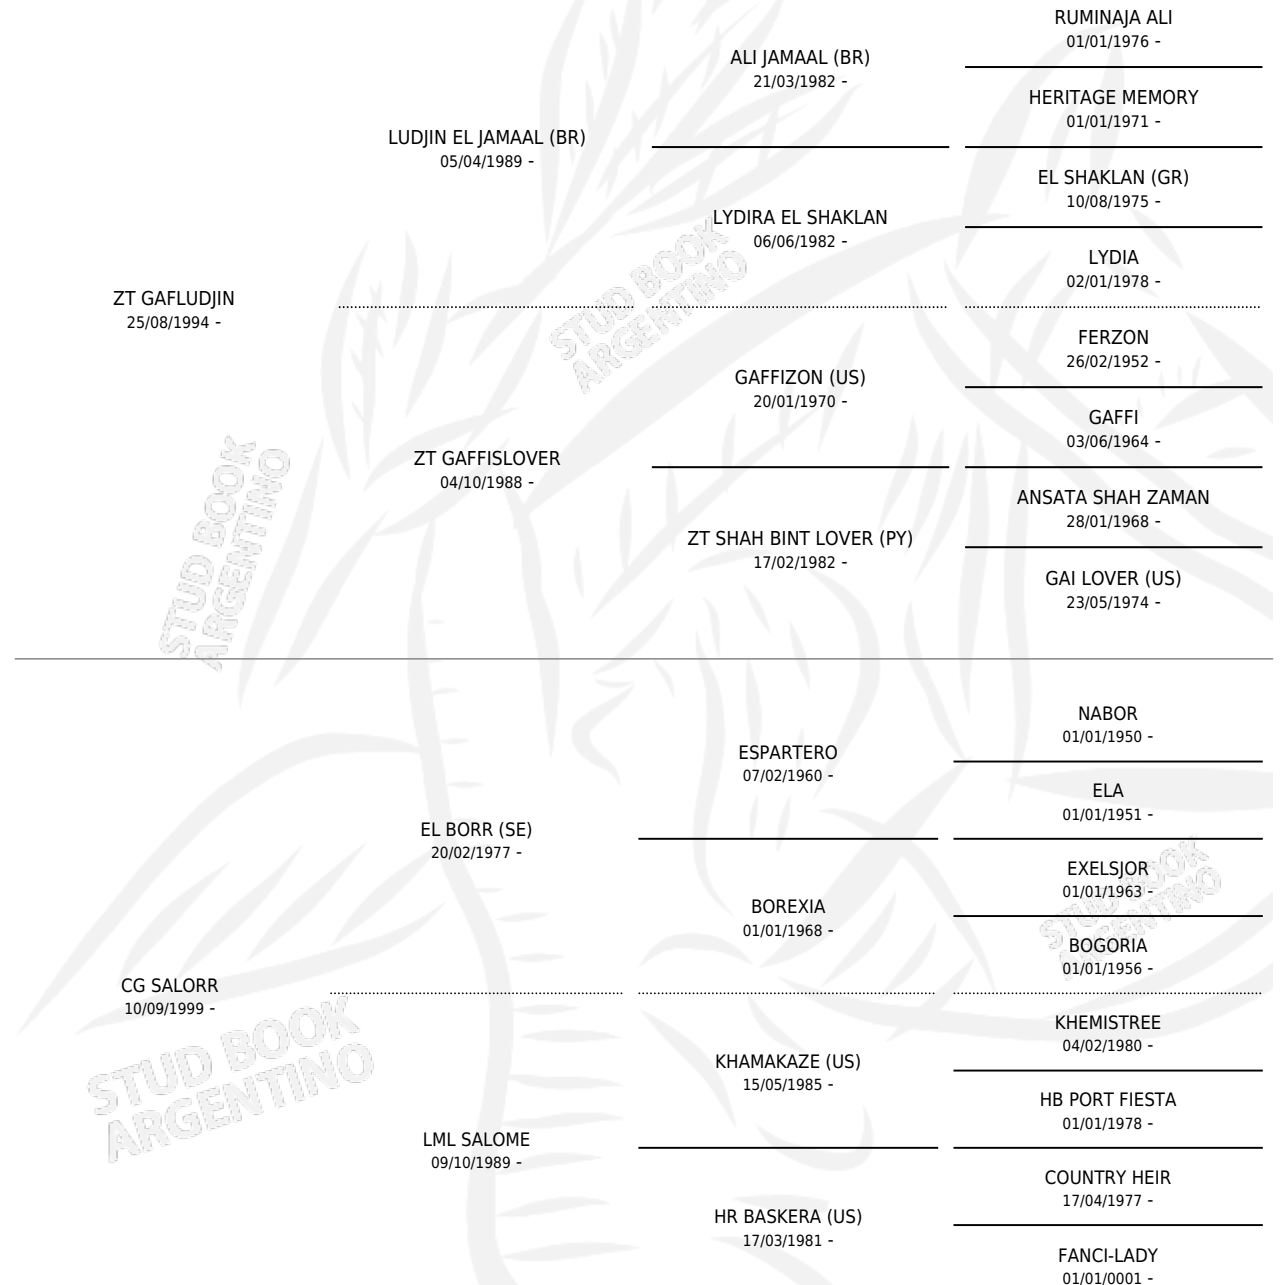 RUMINAJA ALI
01/01/1976 -
ALI JAMAAL (BR)
21/03/1982 -
HERITAGE MEMORY
01/01/1971 -
LUDJIN EL JAMAAL (BR)
05/04/1989 -
EL SHAKLAN (GR)
10/08/1975 -
LYDIRA EL SHAKLAN
06/06/1982 -
LYDIA
02/01/1978 -
ZT GAFLUDJIN
25/08/1994 -
FERZON
26/02/1952 -
GAFFIZON (US)
20/01/1970 -
GAFFI
03/06/1964 -
ZT GAFFISLOVER
04/10/1988 -
ANSATA SHAH ZAMAN
28/01/1968 -
ZT SHAH BINT LOVER (PY)
17/02/1982 -
GAI LOVER (US)
23/05/1974 -
NABOR
01/01/1950 -
ESPARTERO
07/02/1960 -
ELA
01/01/1951 -
EL BORR (SE)
20/02/1977 -
EXELSJOR
01/01/1963 -
BOREXIA
01/01/1968 -
BOGORIA
01/01/1956 -
CG SALORR
10/09/1999 -
KHEMISTREE
04/02/1980 -
KHAMAKAZE (US)
15/05/1985 -
HB PORT FIESTA
01/01/1978 -
LML SALOME
09/10/1989 -
COUNTRY HEIR
17/04/1977 -
HR BASKERA (US)
17/03/1981 -
FANCI-LADY
01/01/0001 -
STUD BOOK
ARGENTINO
STUD BOOK
ARGENTINO
STUD BOOK
ARGENTINO
STUD BOOK
ARGENTINO